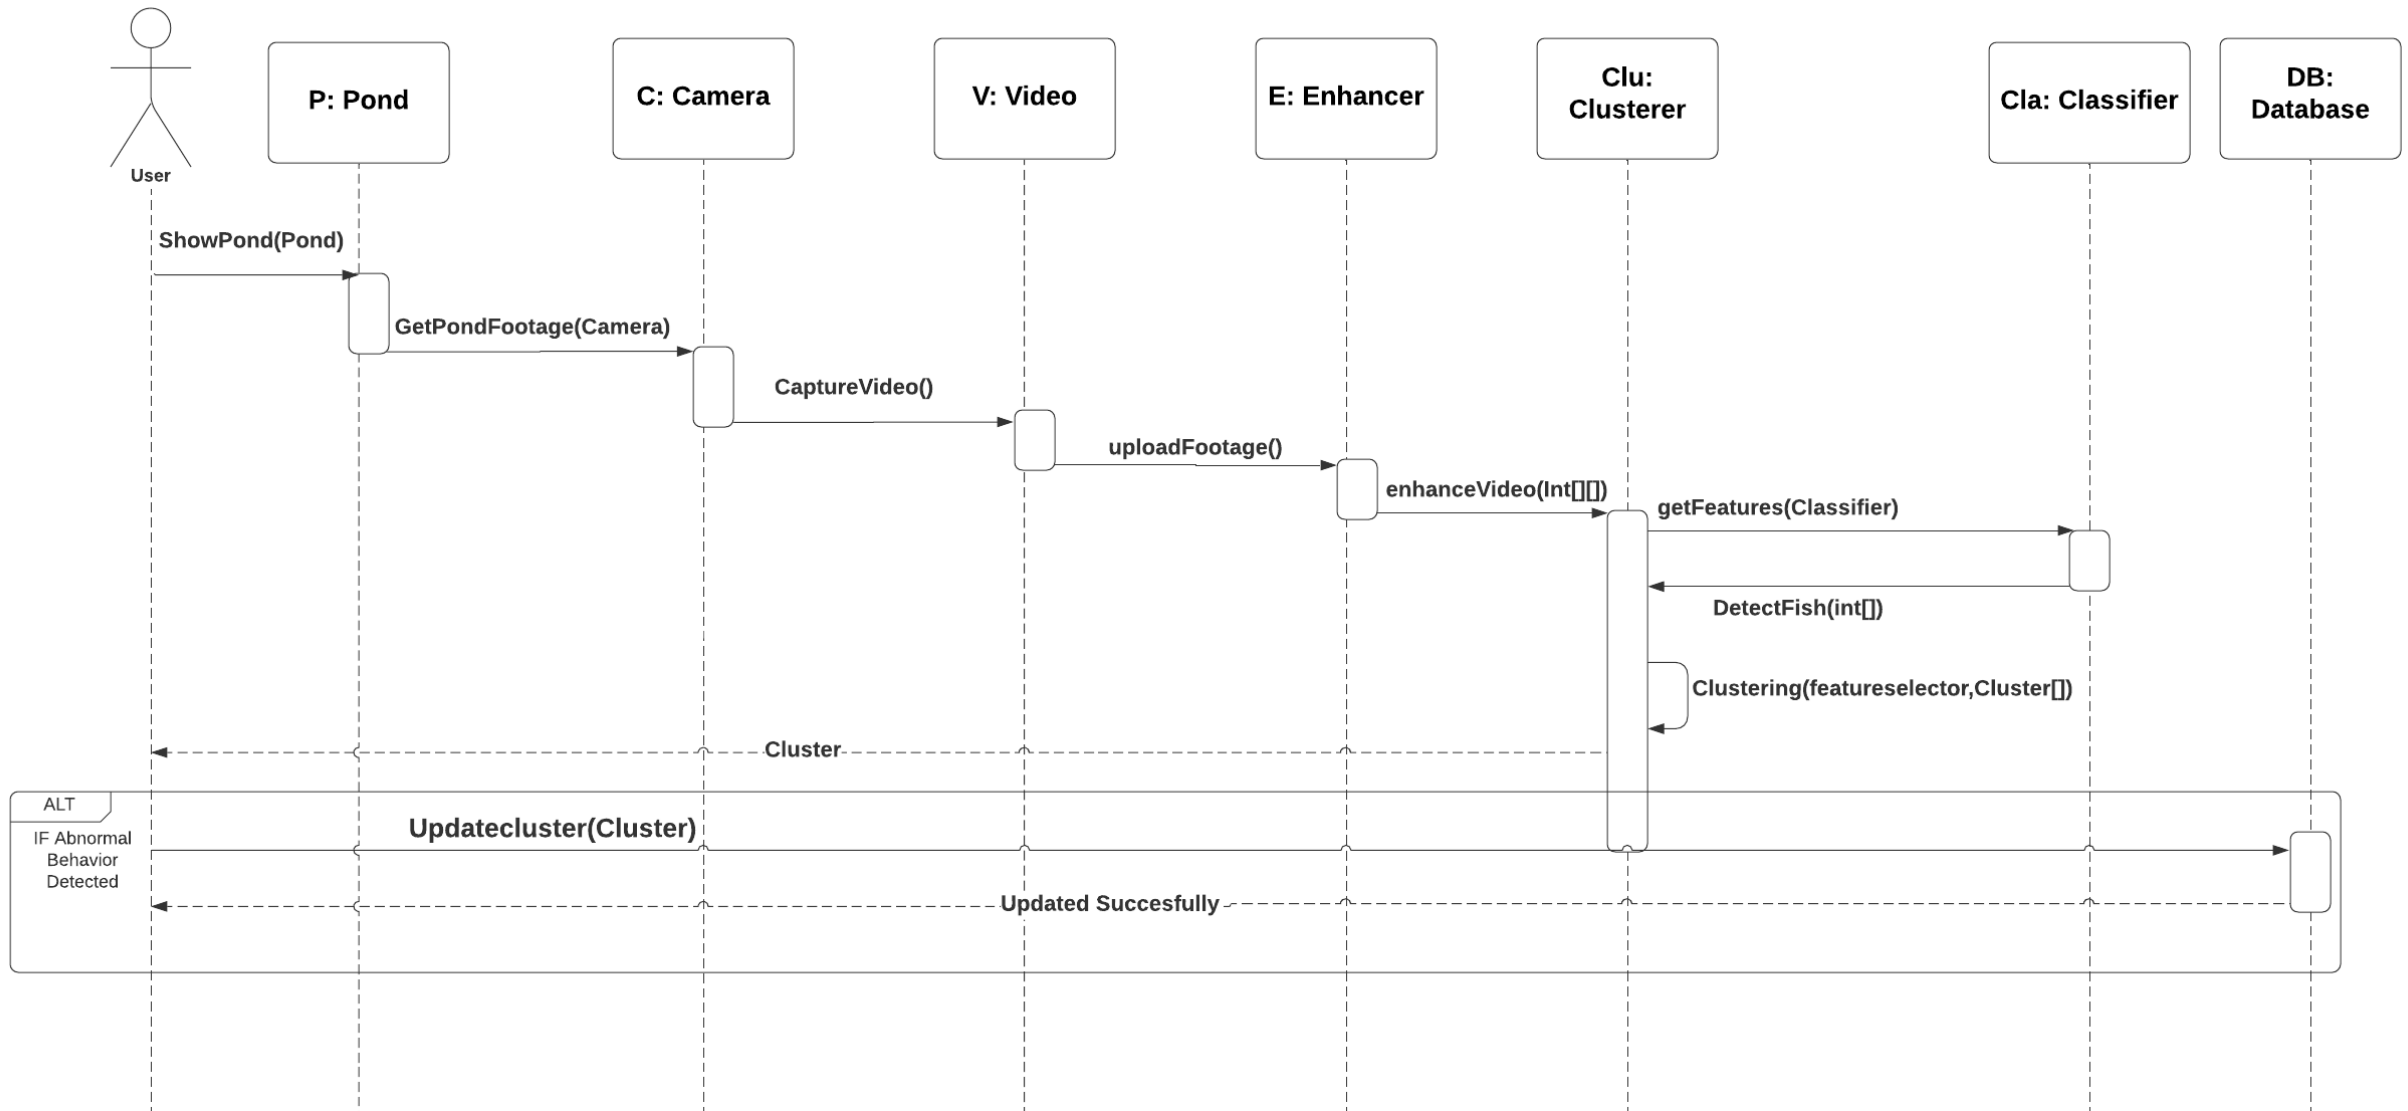 User
P: Pond
C: Camera
V: Video
E: Enhancer
Clu:
Clusterer
Cla: Classifier
DB:
Database
ShowPond(Pond)
GetPondFootage(Camera)
CaptureVideo()
uploadFootage()
enhanceVideo(Int[][])
getFeatures(Classifier)
DetectFish(int[])
Clustering(featureselector,Cluster[])
Cluster
ALT
IF Abnormal
Behavior
Detected
Updatecluster(Cluster)
Updated Succesfully